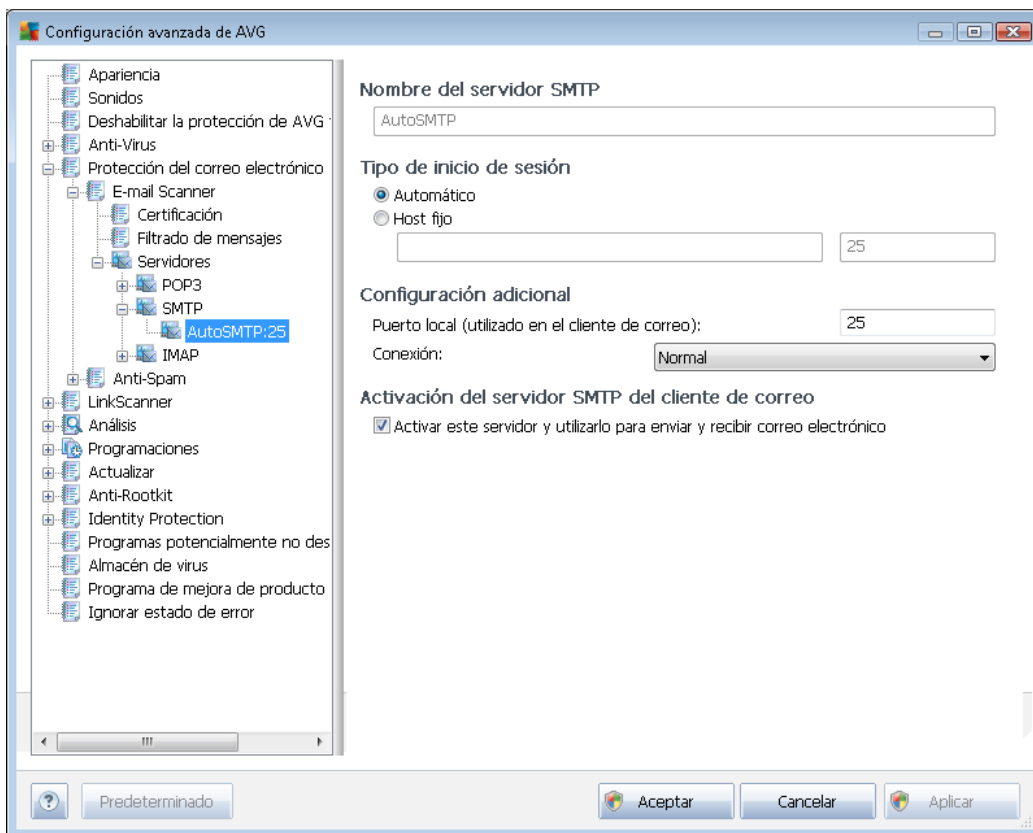 Configuración avanzada de AVG
Apariencia
Sonidos
Deshabilitar la protección de AVG
Anti-Virus
Protección del correo electrónico
E-mail Scanner
Certificación
Filtrado de mensajes
Servidores
POP3
SMTP
AutoSMTP:25
IMAP
Anti-Spam
LinkScanner
Análisis
Programaciones
Actualizar
Anti-Rootkit
Identity Protection
Programas potencialmente no des
Almacén de virus
Programa de mejora de producto
Ignorar estado de error
Nombre del servidor SMTP
AutoSMTP
Tipo de inicio de sesión
Automático
Host fijo
25
Configuración adicional
Puerto local (utilizado en el cliente de correo): 25
Conexión: Normal
Activación del servidor SMTP del cliente de correo
Activar este servidor y utilizarlo para enviar y recibir correo electrónico
? Predeterminado Aceptar Cancelar Aplicar